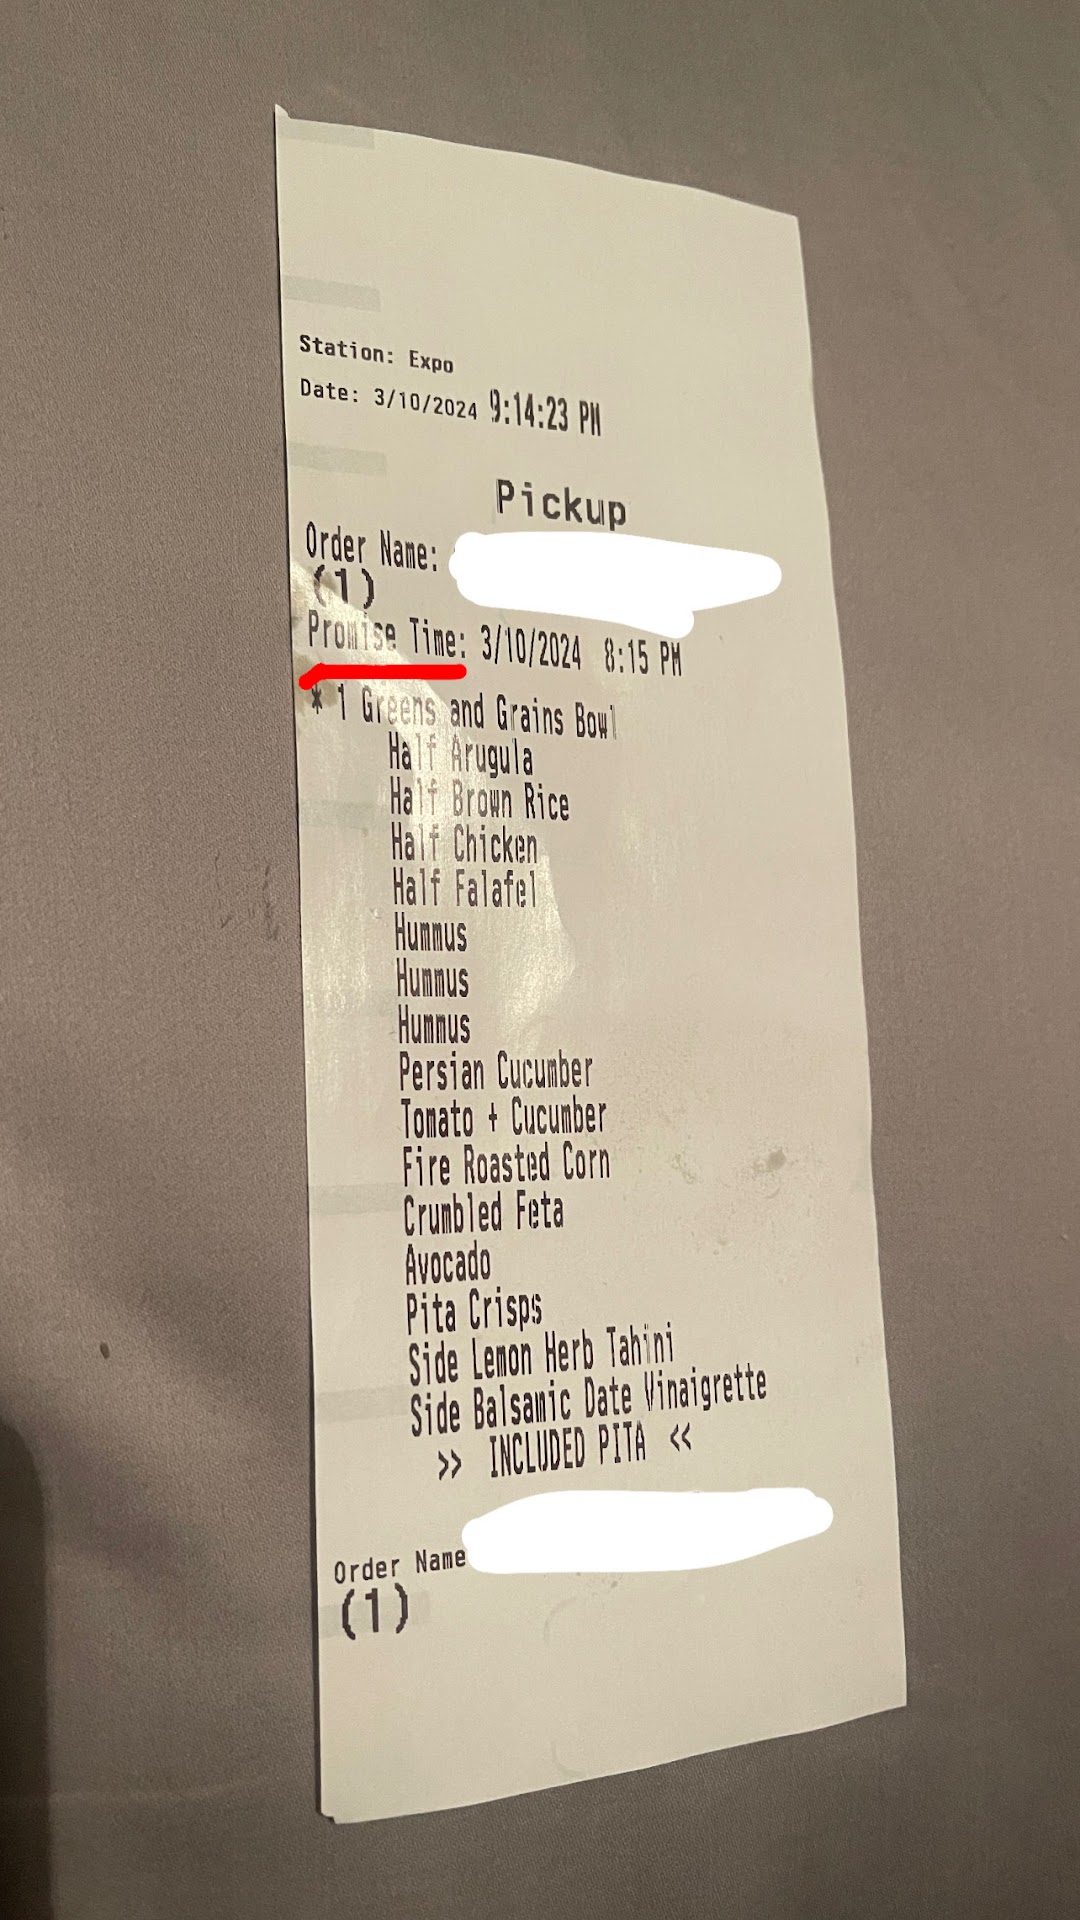 Station: Expo
Date: 3/10/2024 9:14:23 PM
Pickup
Order Name:
(1)
Promise Time: 3/10/2024 8:15 PM
* 1 Greens and Grains Bowl
Half Arugula
Half Brown Rice
Half Chicken
Half Falafel
Hummus
Hummus
Hummus
Persian Cucumber
Tomato + Cucumber
Fire Roasted Corn
Crumbled Feta
Avocado
Pita Crisps
Side Lemon Herb Tahini
Side Balsamic Date Vinaigrette
>> INCLUDED PITA <<
Order Name
(1)